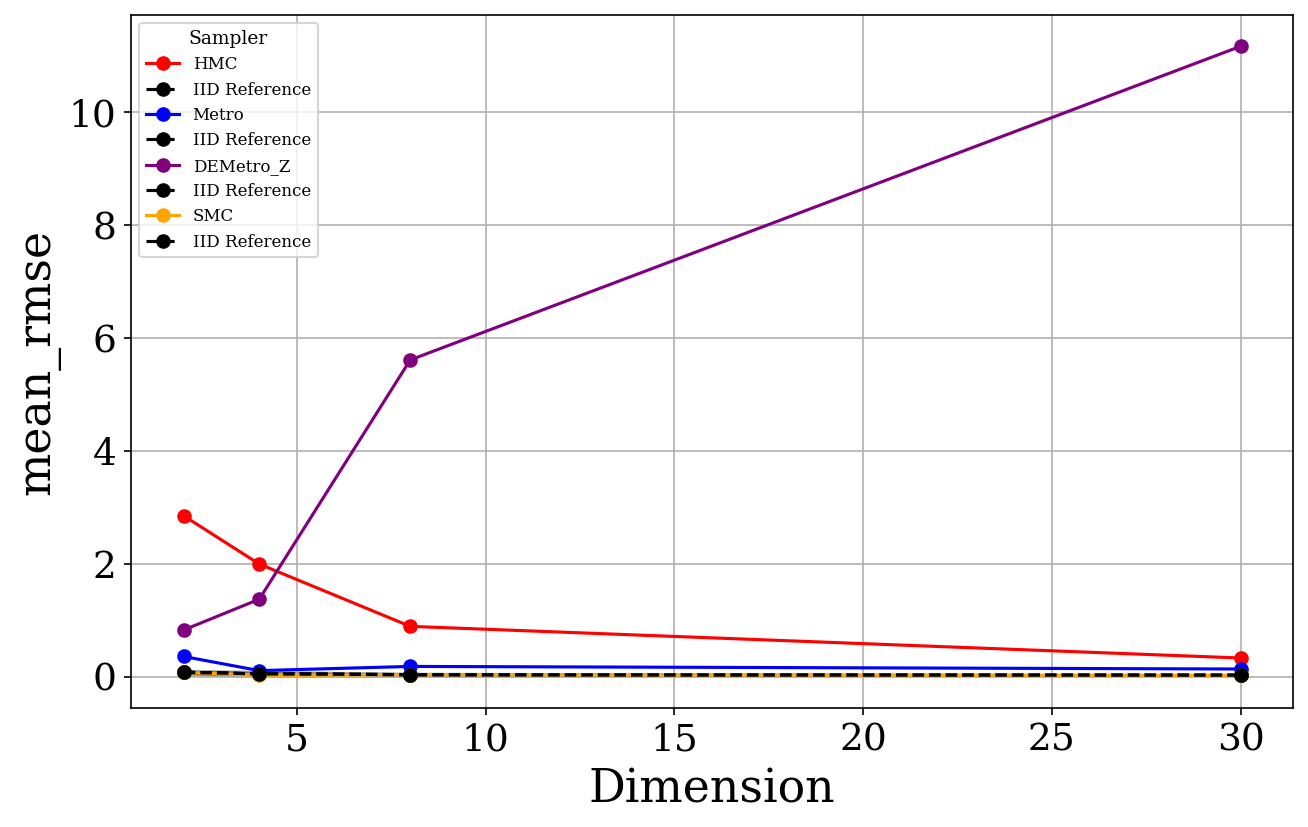 Sampler
HMC
IID Reference
Metro
IID Reference
DEMetro_Z
IID Reference
SMC
IID Reference
mean_rmse
10
8
6
4
2
0
5
10
15
20
25
30
Dimension